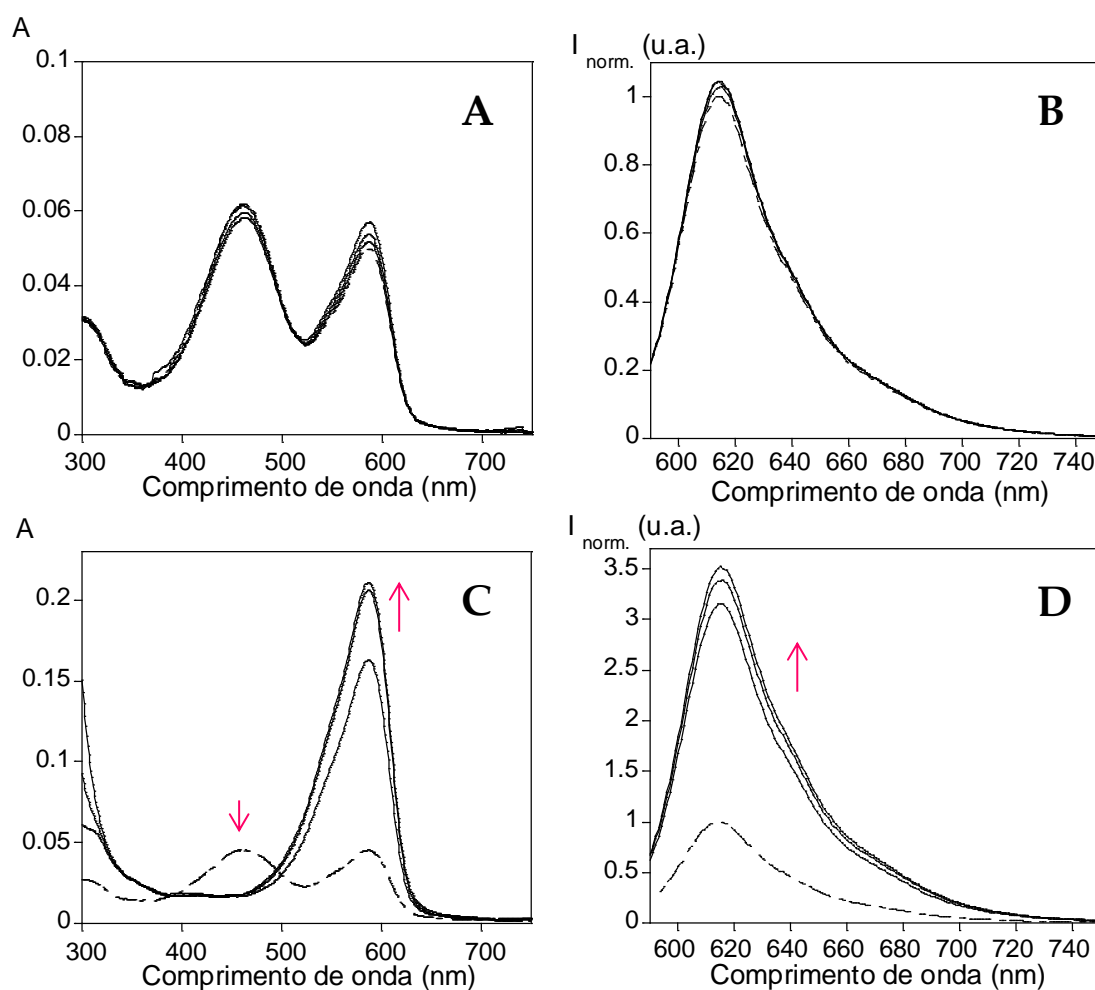 A
0.1
0.08
0.06
0.04
0.02
0
300 400 500 600 700
Comprimento de onda (nm)
A
I norm. (u.a.)
1
0.8
0.6
0.4
0.2
0
600 620 640 660 680 700 720 740
Comprimento de onda (nm)
B
A
0.2
0.15
0.1
0.05
0
300 400 500 600 700
Comprimento de onda (nm)
C
I norm. (u.a.)
3.5
3
2.5
2
1.5
1
0.5
0
600 620 640 660 680 700 720 740
Comprimento de onda (nm)
D